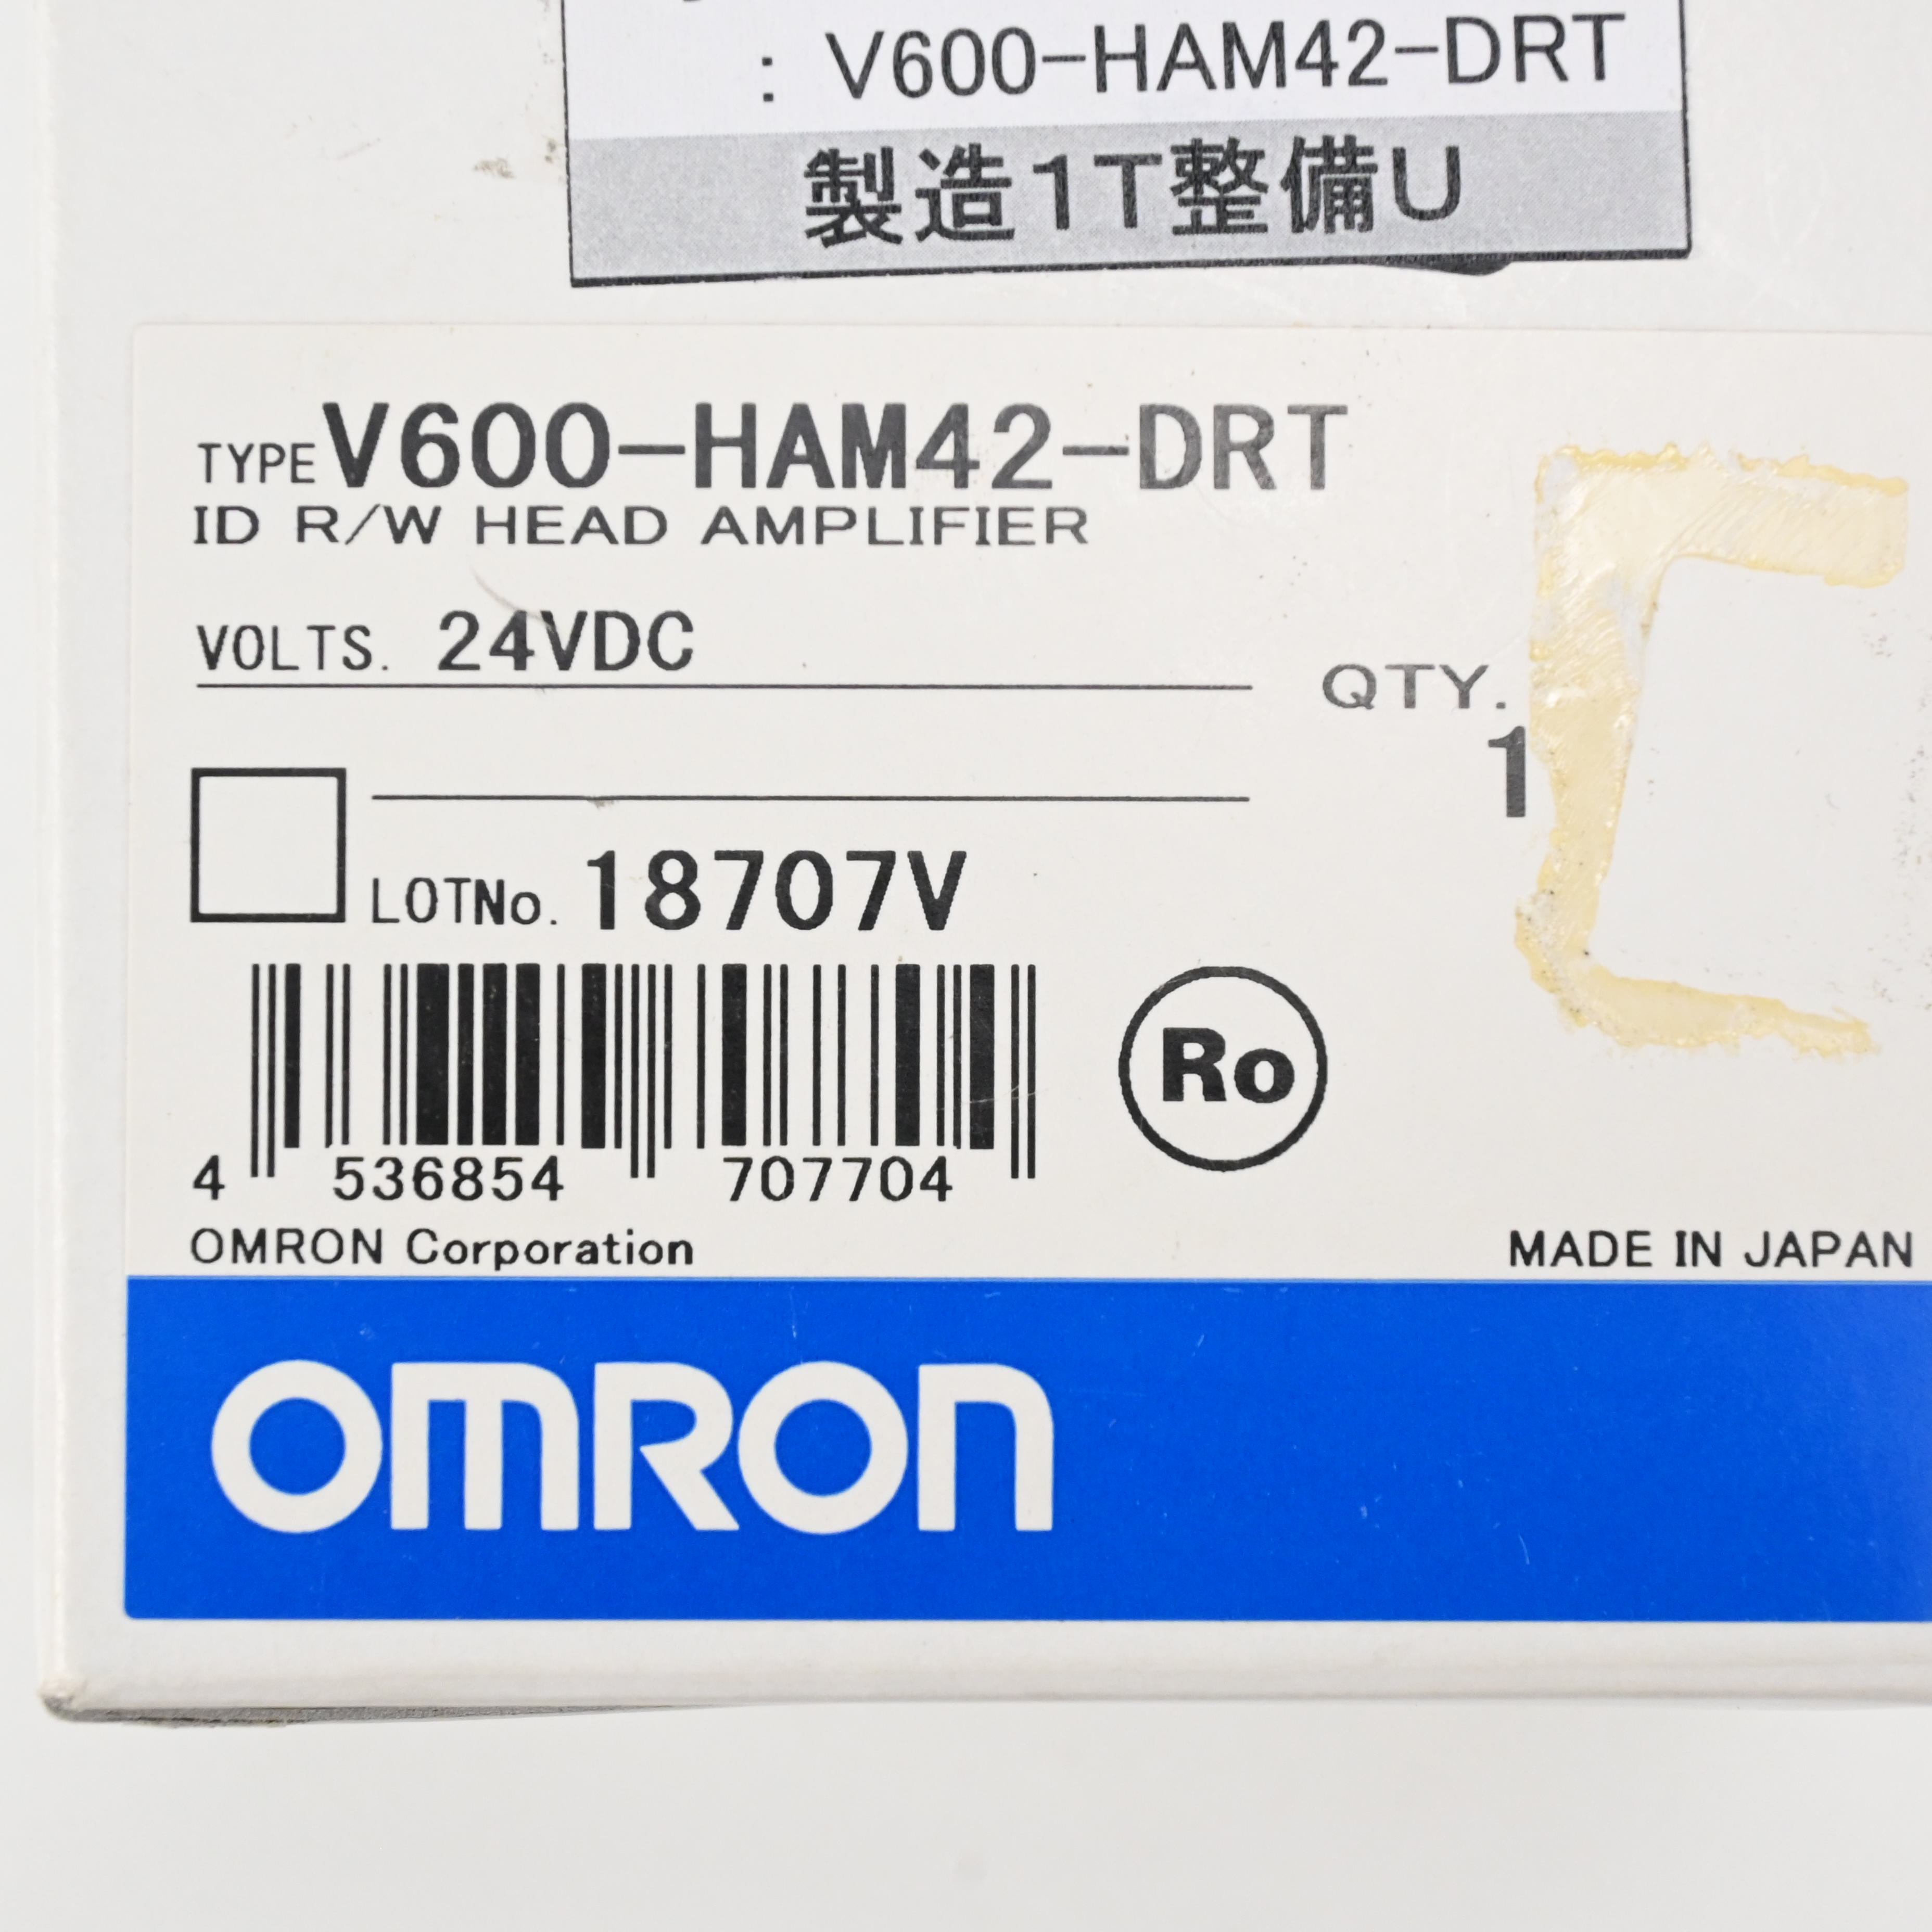 : V600-HAM42-DRT
製造1T整備U
TYPE V600-HAM42-DRT
ID R/W HEAD AMPLIFIER
VOLTS. 24VDC
QTY.
1
LOTNo. 18707V
Ro
4 536854 707704
OMRON Corporation
MADE IN JAPAN
OMRON